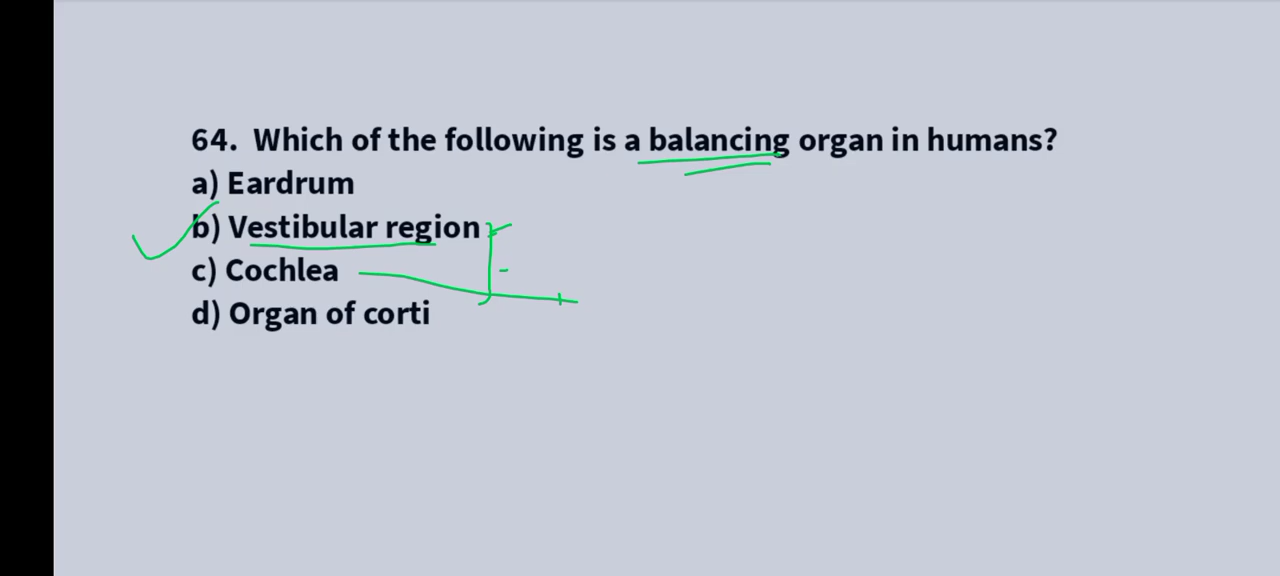 64. Which of the following is a balancing organ in humans?
a) Eardrum
b) Vestibular region
c) Cochlea
d) Organ of corti